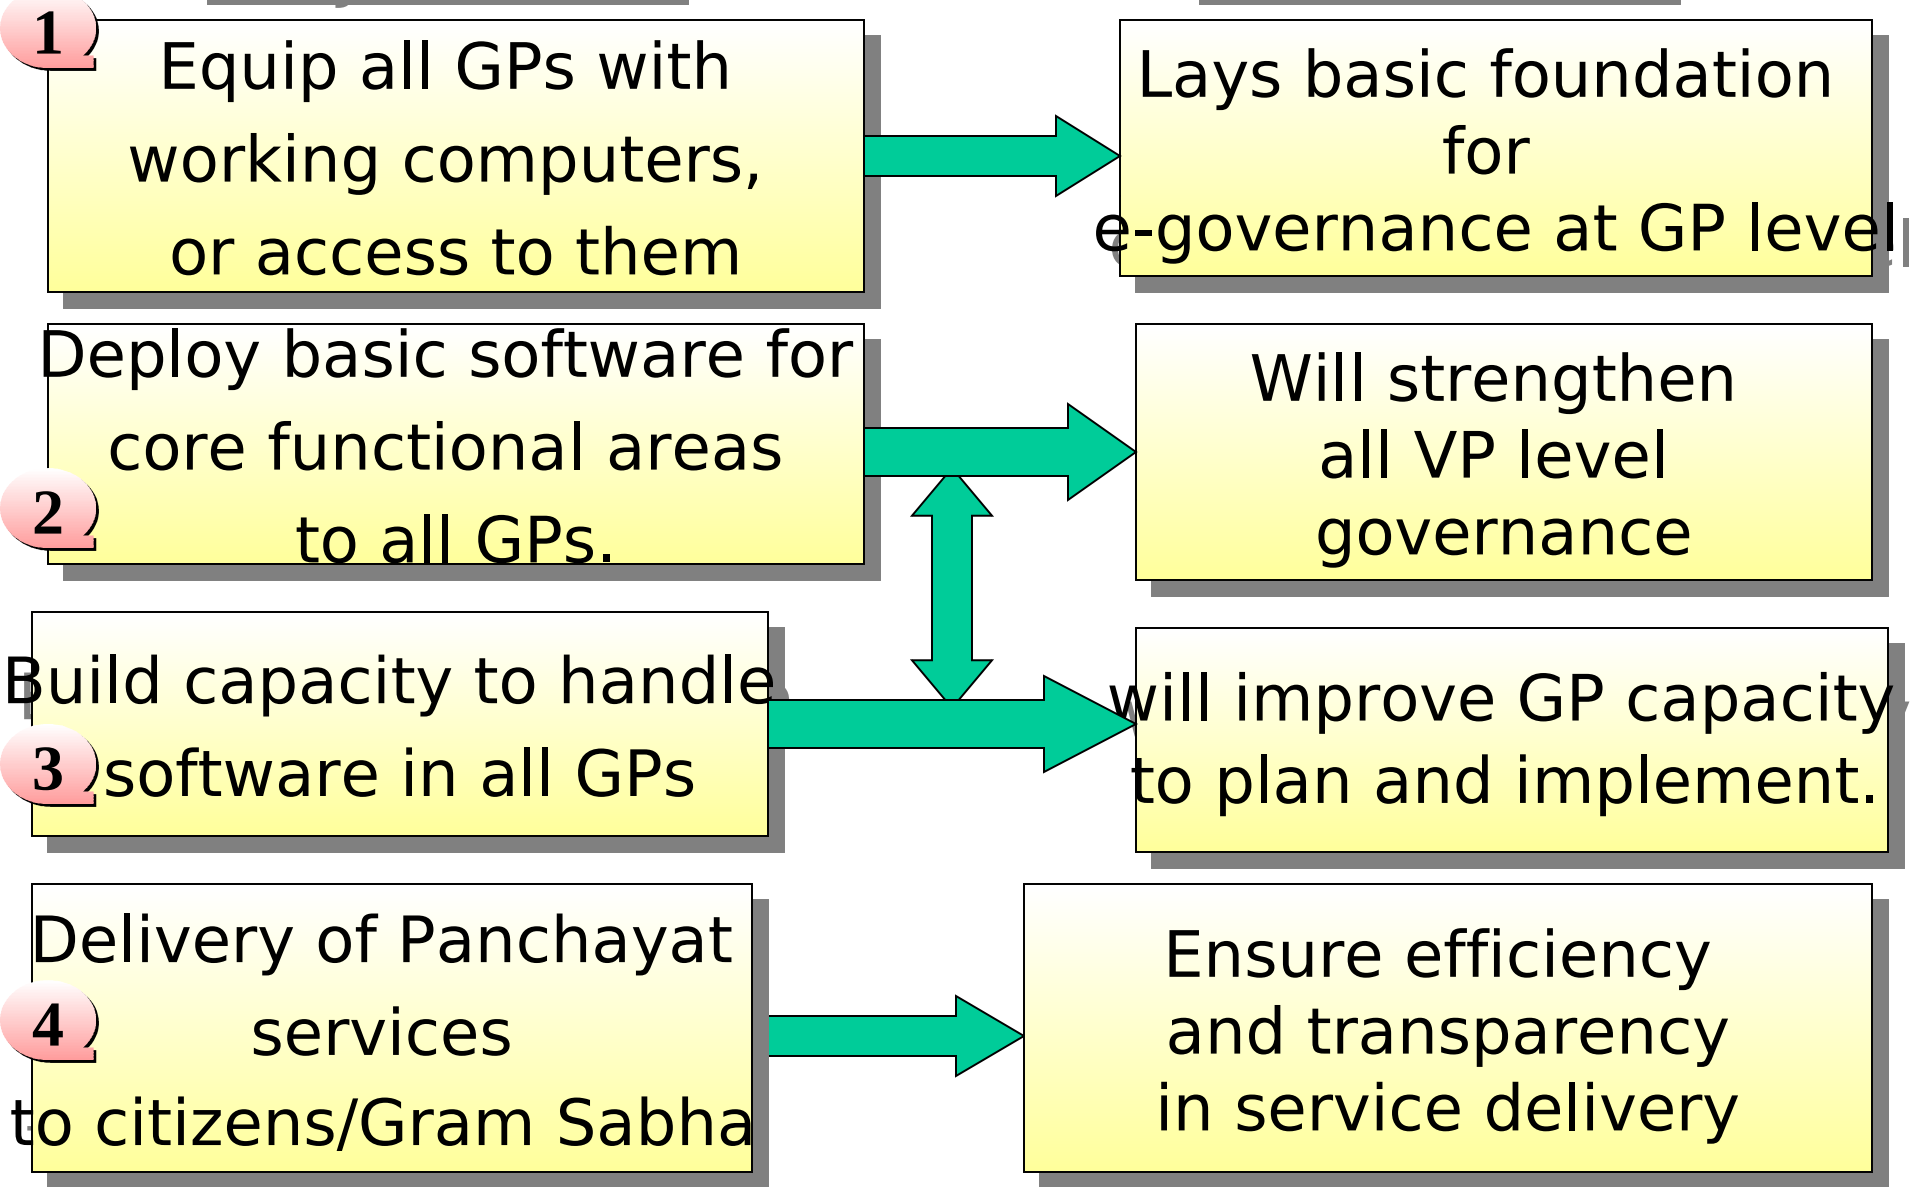 1
Equip all GPs with
working computers,
or access to them
Lays basic foundation
for
e-governance at GP level
Deploy basic software for
core functional areas
to all GPs.
2
Will strengthen
all VP level
governance
Build capacity to handle
software in all GPs
3
will improve GP capacity
to plan and implement.
Delivery of Panchayat
services
to citizens/Gram Sabha
4
Ensure efficiency
and transparency
in service delivery